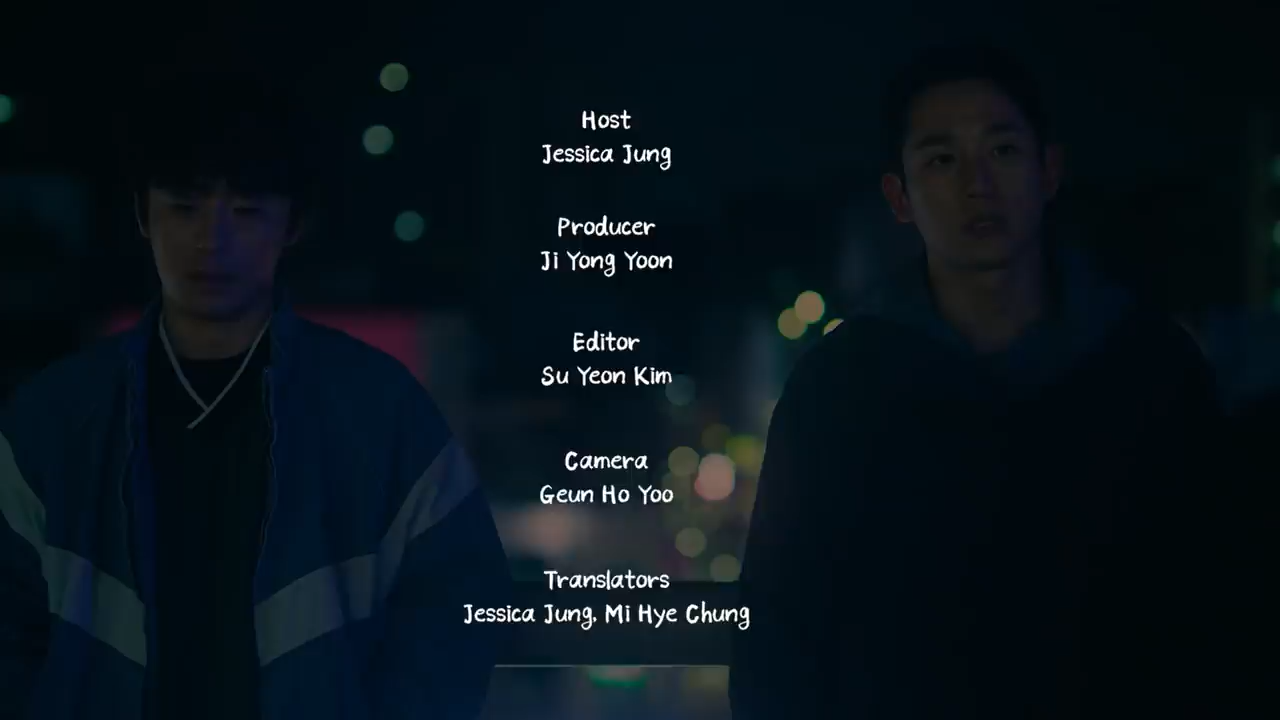 Host
Jessica Jung
Producer
Ji Yong Yoon
Editor
Su Yeon Kim
Camera
Geun Ho Yoo
Translators
Jessica Jung, Mi Hye Chung